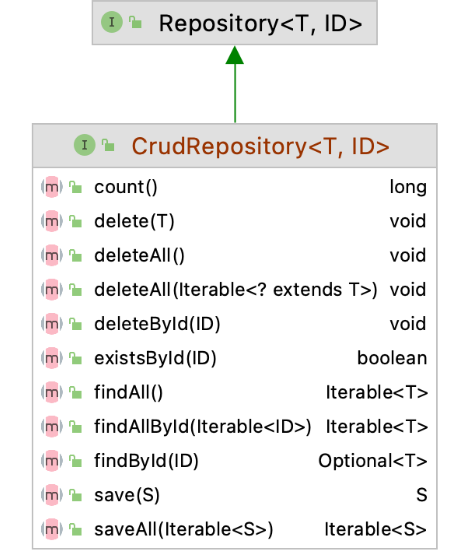 I Repository<T, ID>
I CrudRepository<T, ID>
m count() long
m delete(T) void
m deleteAll() void
m deleteAll(Iterable<? extends T>) void
m deleteById(ID) void
m existsById(ID) boolean
m findAll() Iterable<T>
m findAllById(Iterable<ID>) Iterable<T>
m findById(ID) Optional<T>
m save(S) S
m saveAll(Iterable<S>) Iterable<S>